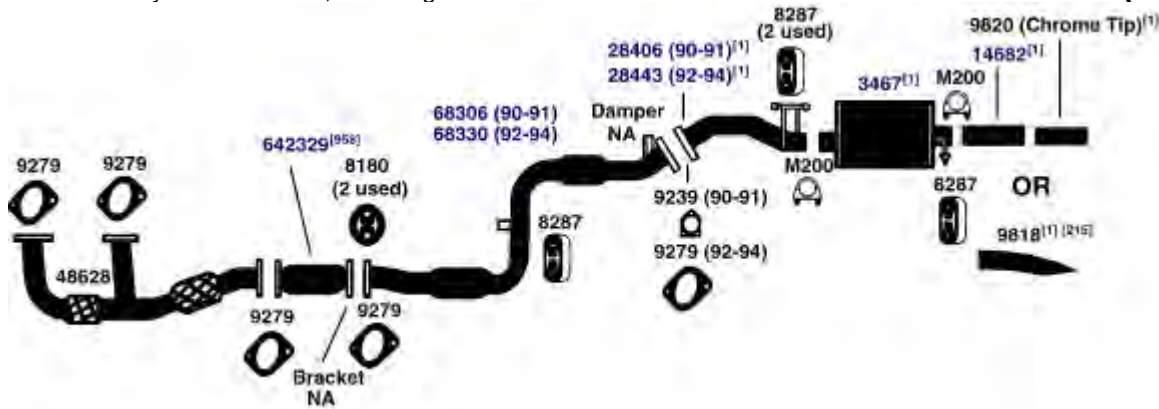 8287
(2 used)
9820 (Chrome Tip)[1]
28406 (90-91)[1]
28443 (92-94)[1]
14682[1]
3467[1]
M200
68306 (90-91)
68330 (92-94)
Damper
NA
642329[958]
9279
9279
8180
(2 used)
M200
9239 (90-91)
8287
8287
OR
9279 (92-94)
9818[1] [215]
48628
9279
9279
Bracket
NA